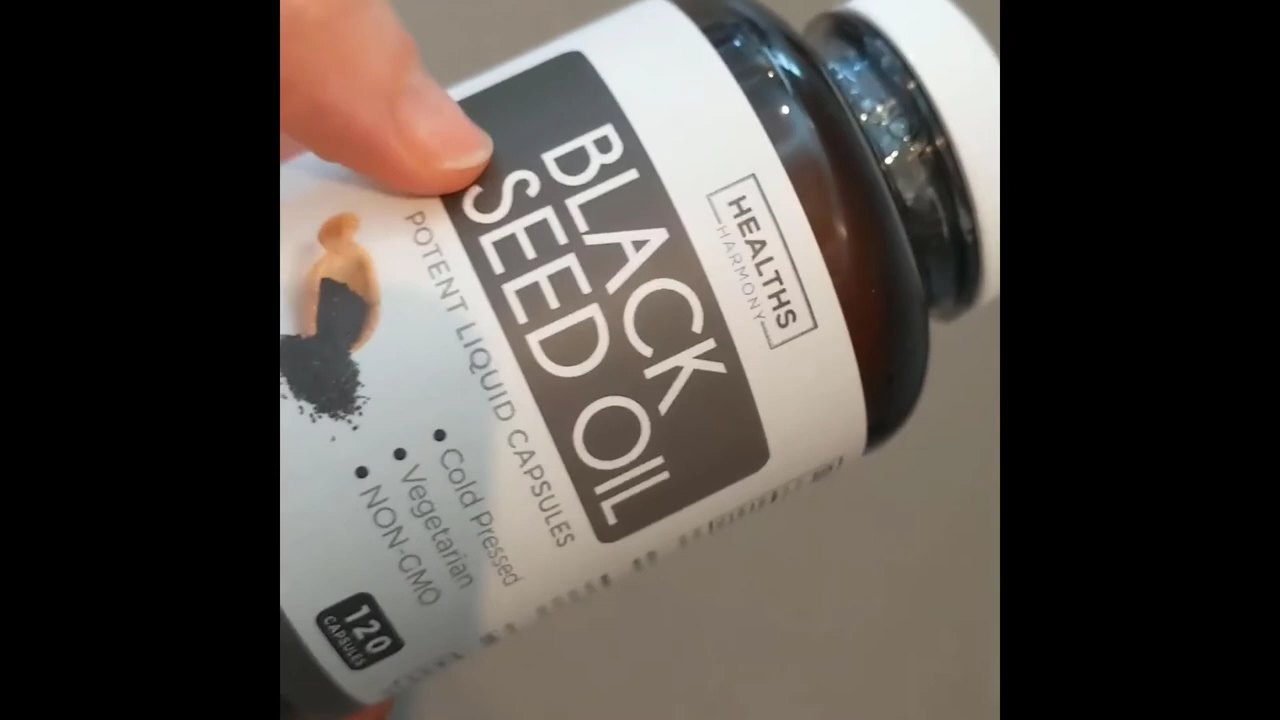 HEALTHS
HARMONY
BLACK
SEED OIL
POTENT LIQUID CAPSULES
• Cold Pressed
• Vegetarian
• NON-GMO
120
CAPSULES